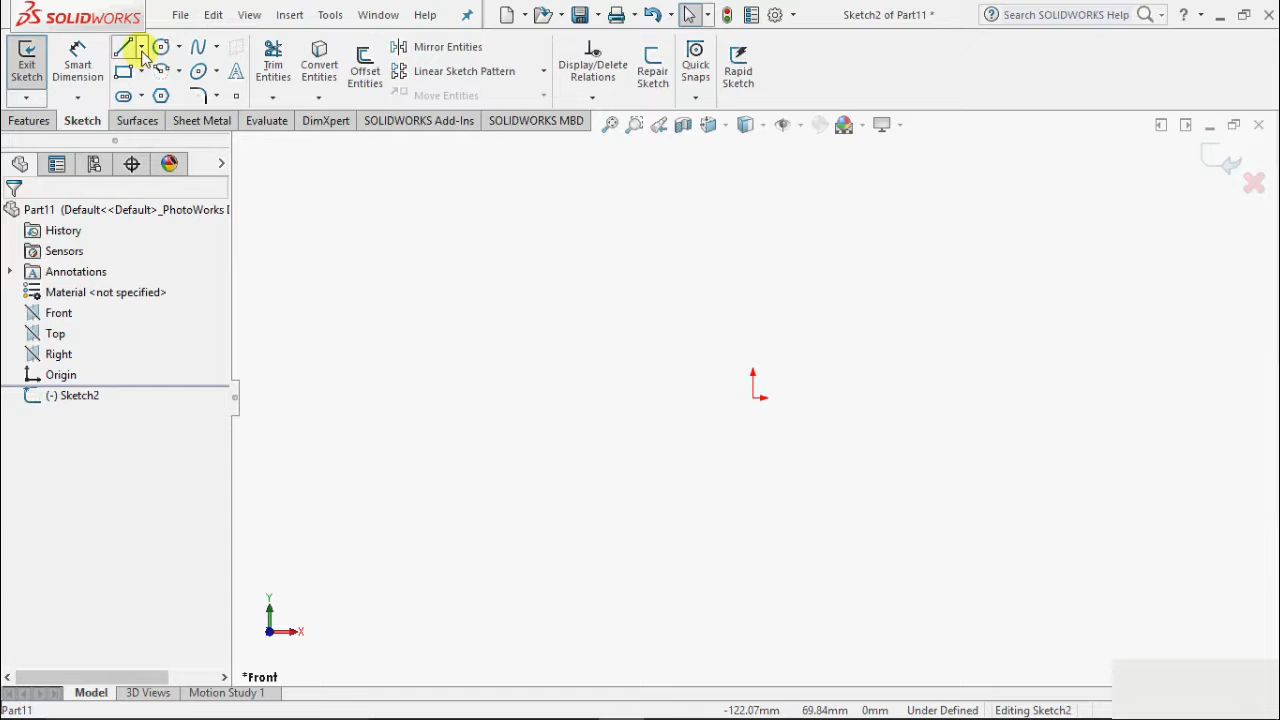 SOLIDWORKS File Edit View Insert Tools Window Help Sketch2 of Part11 * Search SOLIDWORKS Help ?
Exit Sketch
Smart Dimension
Trim Entities
Convert Entities
Offset Entities
Mirror Entities
Linear Sketch Pattern
Move Entities
Display/Delete Relations
Repair Sketch
Quick Snaps
Rapid Sketch
Features Sketch Surfaces Sheet Metal Evaluate DimXpert SOLIDWORKS Add-Ins SOLIDWORKS MBD
Part11 (Default<<Default>_PhotoWorks
History
Sensors
Annotations
Material <not specified>
Front
Top
Right
Origin
(-) Sketch2
Y
X
*Front
Model 3D Views Motion Study 1
Part11 -122.07mm 69.84mm 0mm Under Defined Editing Sketch2